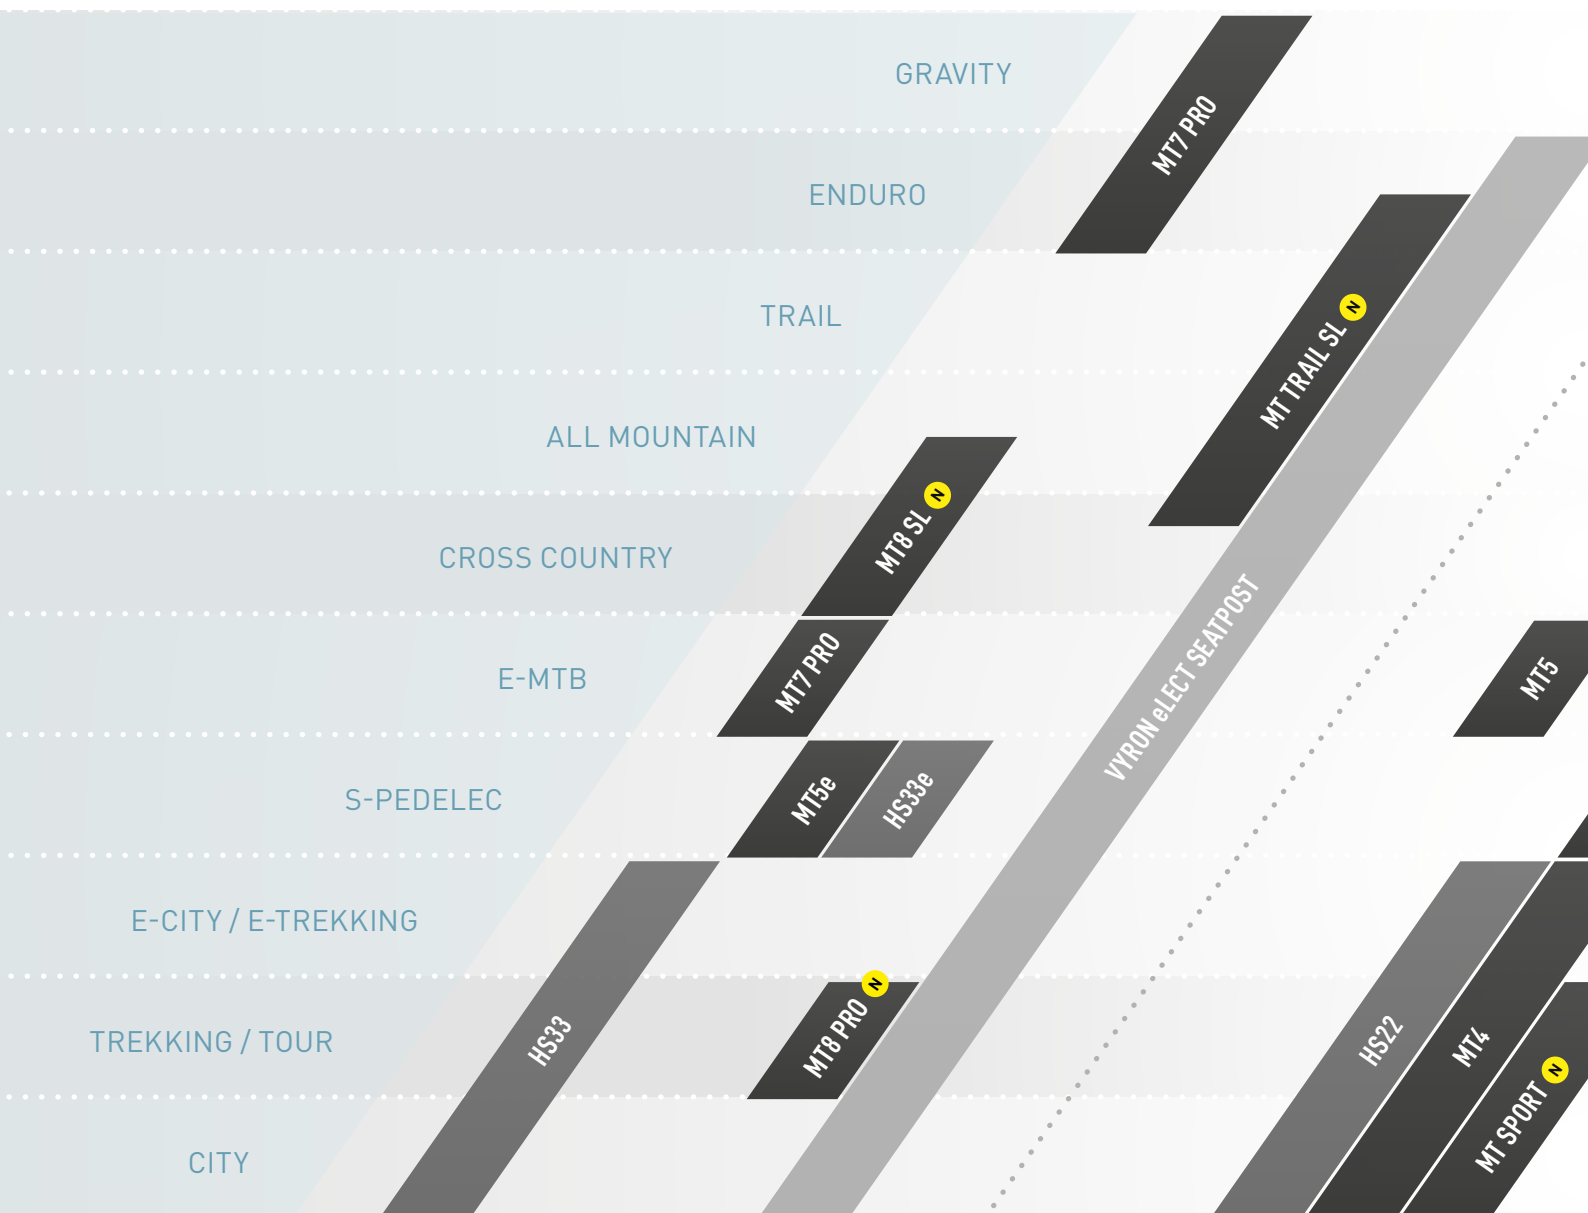 GRAVITY
MT7 PRO
ENDURO
TRAIL
MT TRAIL SL N
ALL MOUNTAIN
MT8 SL N
CROSS COUNTRY
E-MTB
MT7 PRO
VYRON eLECT SEATPOST
MT5
S-PEDELEC
MT5e
HS33e
E-CITY / E-TREKKING
TREKKING / TOUR
HS33
MT8 PRO N
HS22
MT4
MT SPORT N
CITY